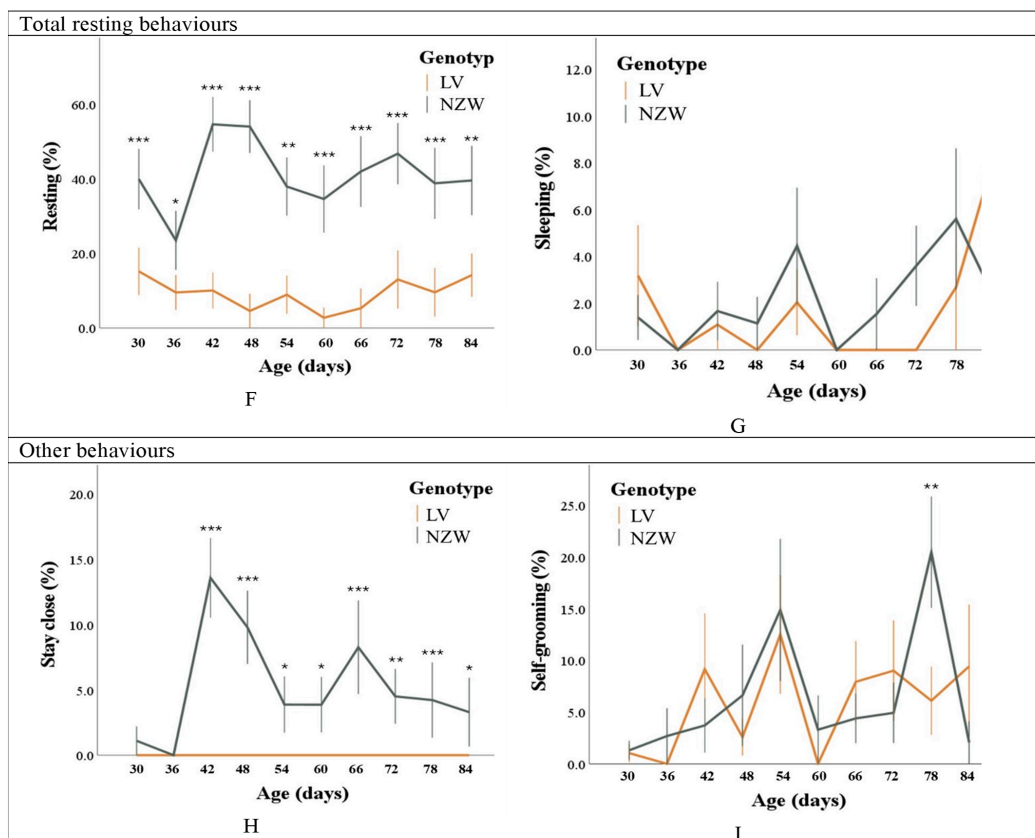 Total resting behaviours
Genotyp
LV
NZW
Resting (%)
60.0
40.0
20.0
0.0
***
*
***
***
**
***
***
***
***
**
30 36 42 48 54 60 66 72 78 84
Age (days)
F
Genotype
LV
NZW
Sleeping (%)
12.0
10.0
8.0
6.0
4.0
2.0
0.0
30 36 42 48 54 60 66 72 78
Age (days)
G
Other behaviours
Genotype
LV
NZW
Stay close (%)
20.0
15.0
10.0
5.0
0.0
***
***
*
*
***
**
***
*
30 36 42 48 54 60 66 72 78 84
Age (days)
H
Genotype
LV
NZW
Self-grooming (%)
25.0
20.0
15.0
10.0
5.0
0.0
**
30 36 42 48 54 60 66 72 78 84
Age (days)